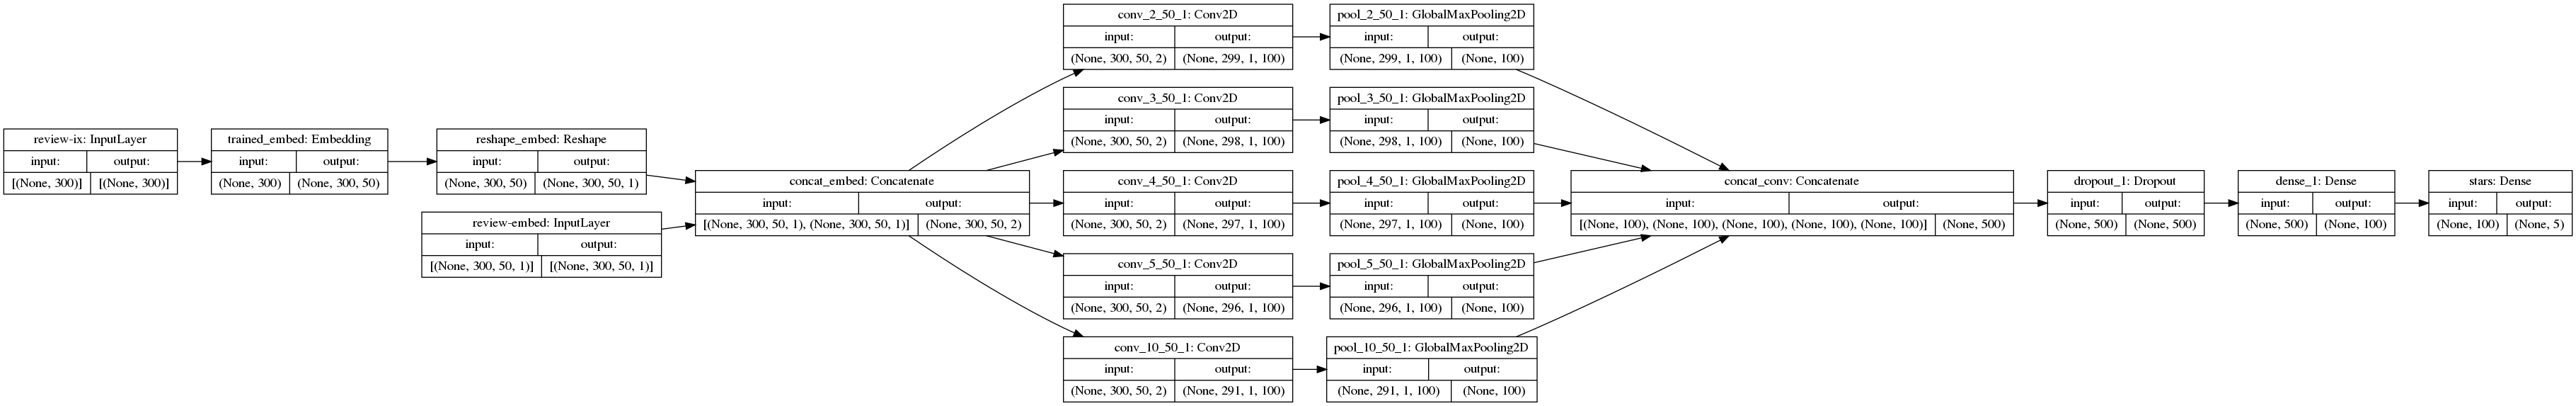 review-ix: InputLayer
input: output:
[(None, 300)] [(None, 300)]
trained_embed: Embedding
input: output:
(None, 300) (None, 300, 50)
reshape_embed: Reshape
input: output:
(None, 300, 50) (None, 300, 50, 1)
review-embed: InputLayer
input: output:
[(None, 300, 50, 1)] [(None, 300, 50, 1)]
concat_embed: Concatenate
input: output:
[(None, 300, 50, 1), (None, 300, 50, 1)] (None, 300, 50, 2)
conv_2_50_1: Conv2D
input: output:
(None, 300, 50, 2) (None, 299, 1, 100)
pool_2_50_1: GlobalMaxPooling2D
input: output:
(None, 299, 1, 100) (None, 100)
conv_3_50_1: Conv2D
input: output:
(None, 300, 50, 2) (None, 298, 1, 100)
pool_3_50_1: GlobalMaxPooling2D
input: output:
(None, 298, 1, 100) (None, 100)
conv_4_50_1: Conv2D
input: output:
(None, 300, 50, 2) (None, 297, 1, 100)
pool_4_50_1: GlobalMaxPooling2D
input: output:
(None, 297, 1, 100) (None, 100)
conv_5_50_1: Conv2D
input: output:
(None, 300, 50, 2) (None, 296, 1, 100)
pool_5_50_1: GlobalMaxPooling2D
input: output:
(None, 296, 1, 100) (None, 100)
conv_10_50_1: Conv2D
input: output:
(None, 300, 50, 2) (None, 291, 1, 100)
pool_10_50_1: GlobalMaxPooling2D
input: output:
(None, 291, 1, 100) (None, 100)
concat_conv: Concatenate
input: output:
[(None, 100), (None, 100), (None, 100), (None, 100), (None, 100)] (None, 500)
dropout_1: Dropout
input: output:
(None, 500) (None, 500)
dense_1: Dense
input: output:
(None, 500) (None, 100)
stars: Dense
input: output:
(None, 100) (None, 5)